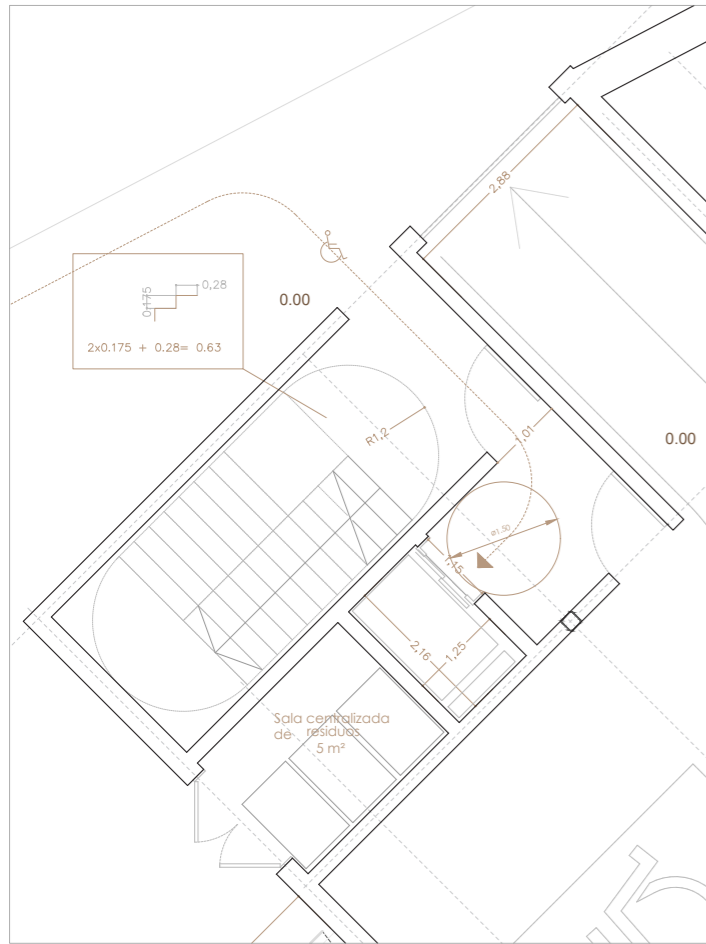 2,88
0,28
0.175
0.00
2x0.175 + 0.28= 0.63
R1,2
1,01
0.00
ø1.50
1,15
2,16
1,25
Sala centralizada
de residuos
5 m²